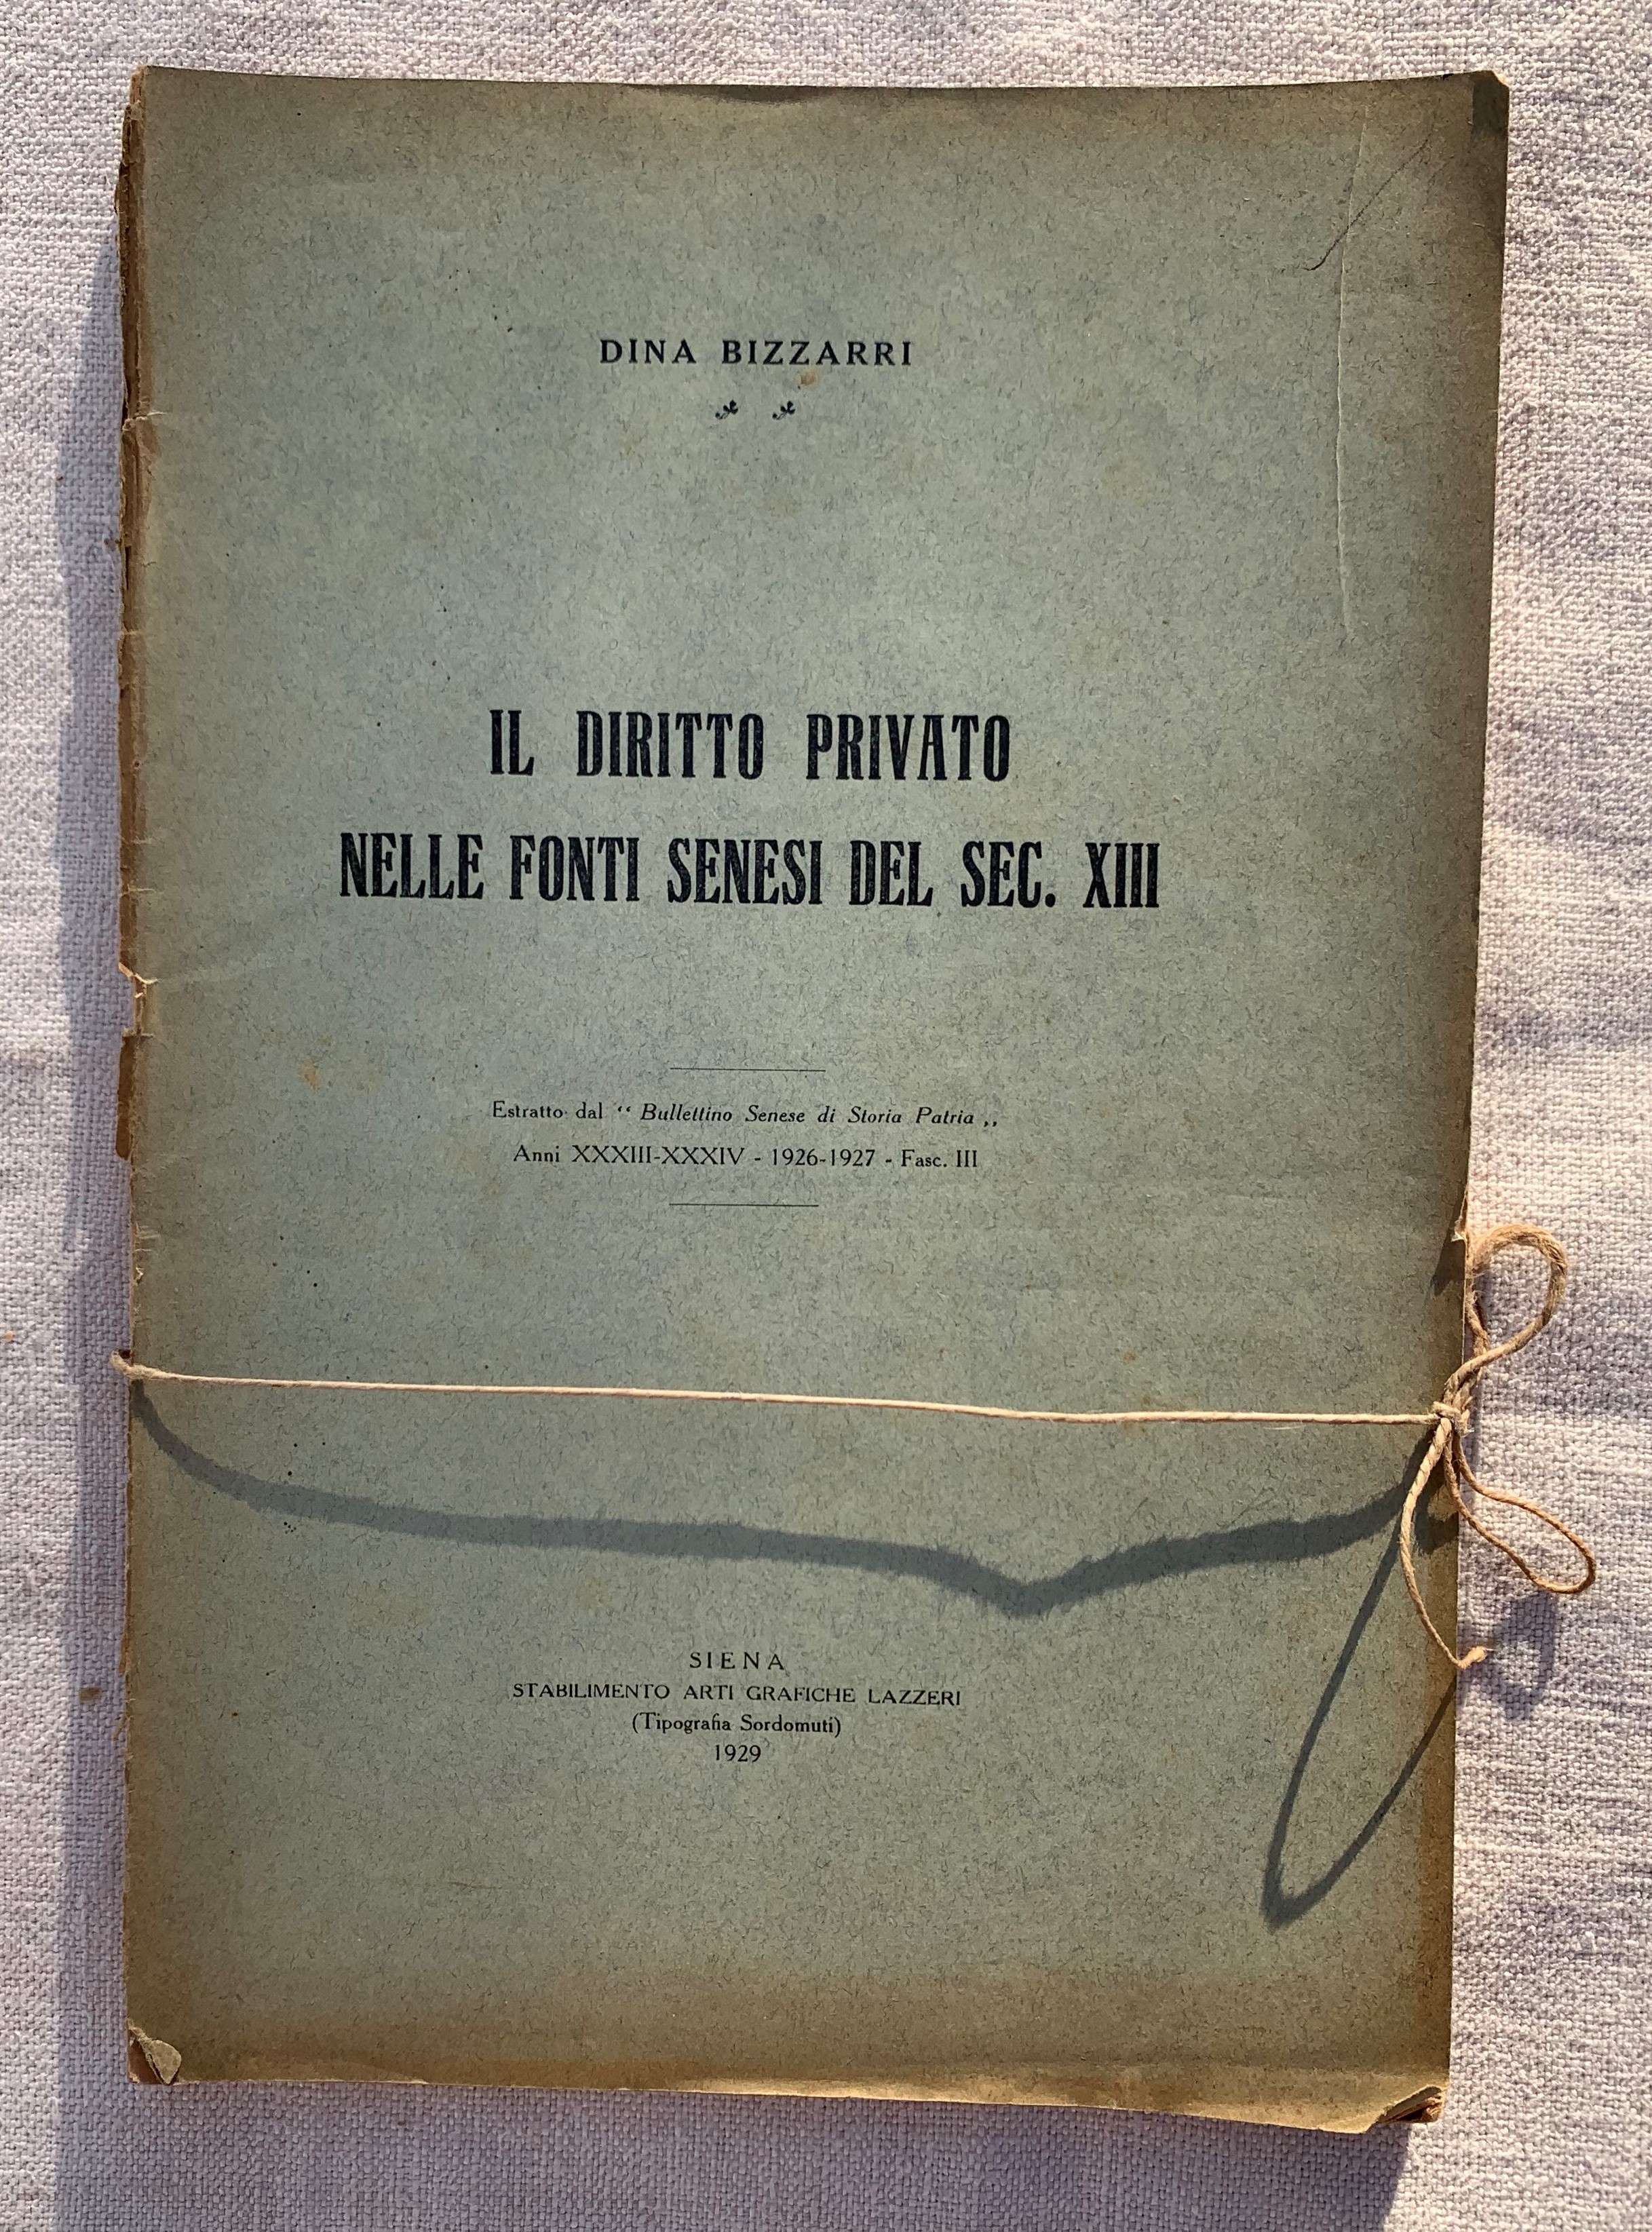 DINA BIZZARRI
IL DIRITTO PRIVATO
NELLE FONTI SENESI DEL SEC. XIII
Estratto dal “ Bullettino Senese di Storia Patria „
Anni XXXIII-XXXIV - 1926-1927 - Fasc. III
SIENA
STABILIMENTO ARTI GRAFICHE LAZZERI
(Tipografia Sordomuti)
1929